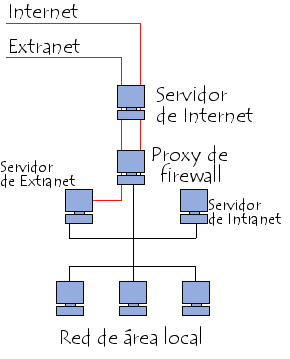 Internet
Extranet
Servidor
de Internet
Proxy de
firewall
Servidor
de Extranet
Servidor
de Intranet
Red de área local